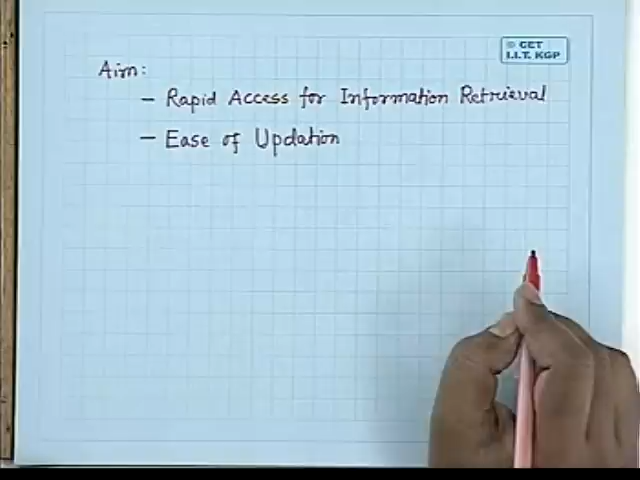 © CET
I.I.T. KGP
Aim:
- Rapid Access for Information Retrieval
- Ease of Updation